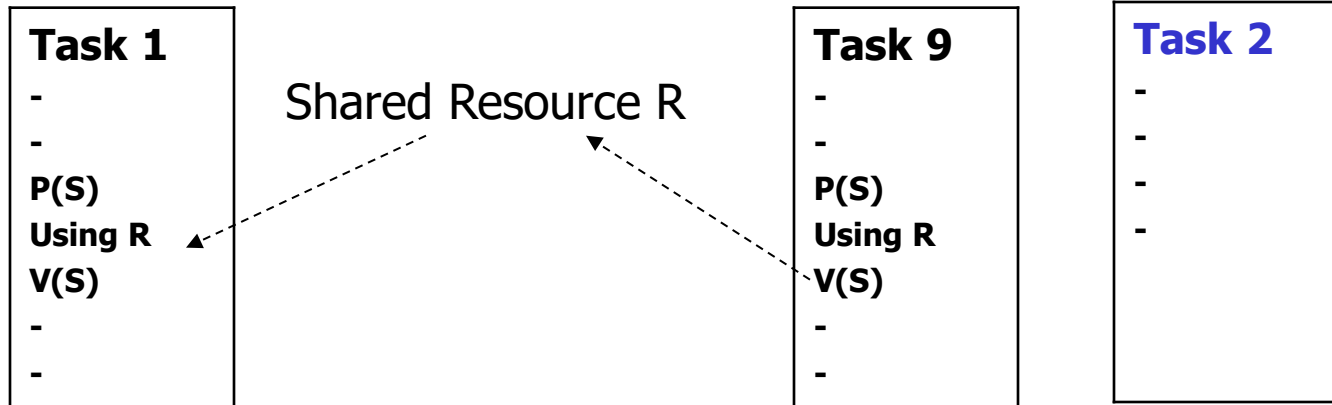 Task 1
-
-
P(S)
Using R
V(S)
-
-
Shared Resource R
Task 9
-
-
P(S)
Using R
V(S)
-
-
Task 2
-
-
-
-